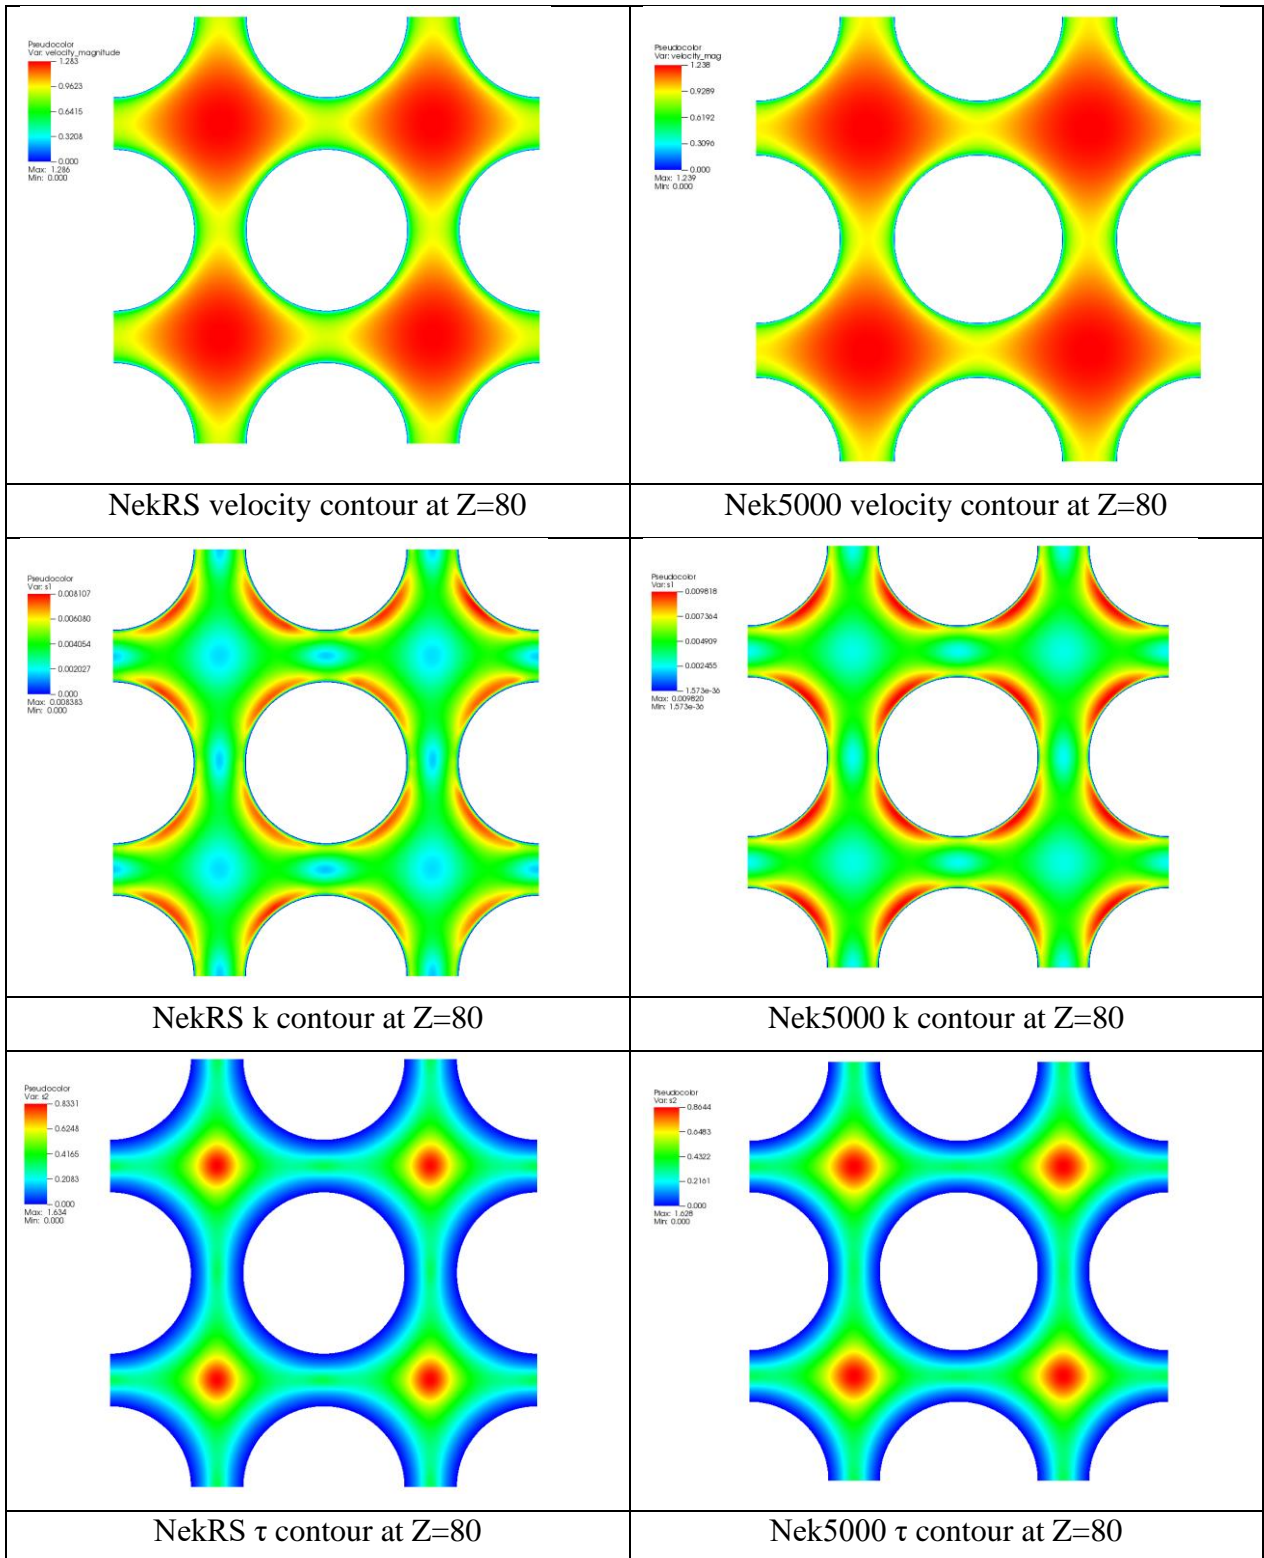 Pseudocolor
Var: velocity_magnitude
1.283
0.9623
0.6415
0.3208
0.000
Max: 1.286
Min: 0.000
Pseudocolor
Var: velocity_mag
1.238
0.9289
0.6192
0.3096
0.000
Max: 1.239
Min: 0.000
NekRS velocity contour at Z=80
Nek5000 velocity contour at Z=80
Pseudocolor
Var: s1
0.008107
0.006080
0.004054
0.002027
0.000
Max: 0.008383
Min: 0.000
Pseudocolor
Var: s1
0.009818
0.007364
0.004909
0.002455
1.573e-36
Max: 0.009820
Min: 1.573e-36
NekRS k contour at Z=80
Nek5000 k contour at Z=80
Pseudocolor
Var: s2
0.8331
0.6248
0.4165
0.2083
0.000
Max: 1.634
Min: 0.000
Pseudocolor
Var: s2
0.8644
0.6483
0.4322
0.2161
0.000
Max: 1.628
Min: 0.000
NekRS τ contour at Z=80
Nek5000 τ contour at Z=80